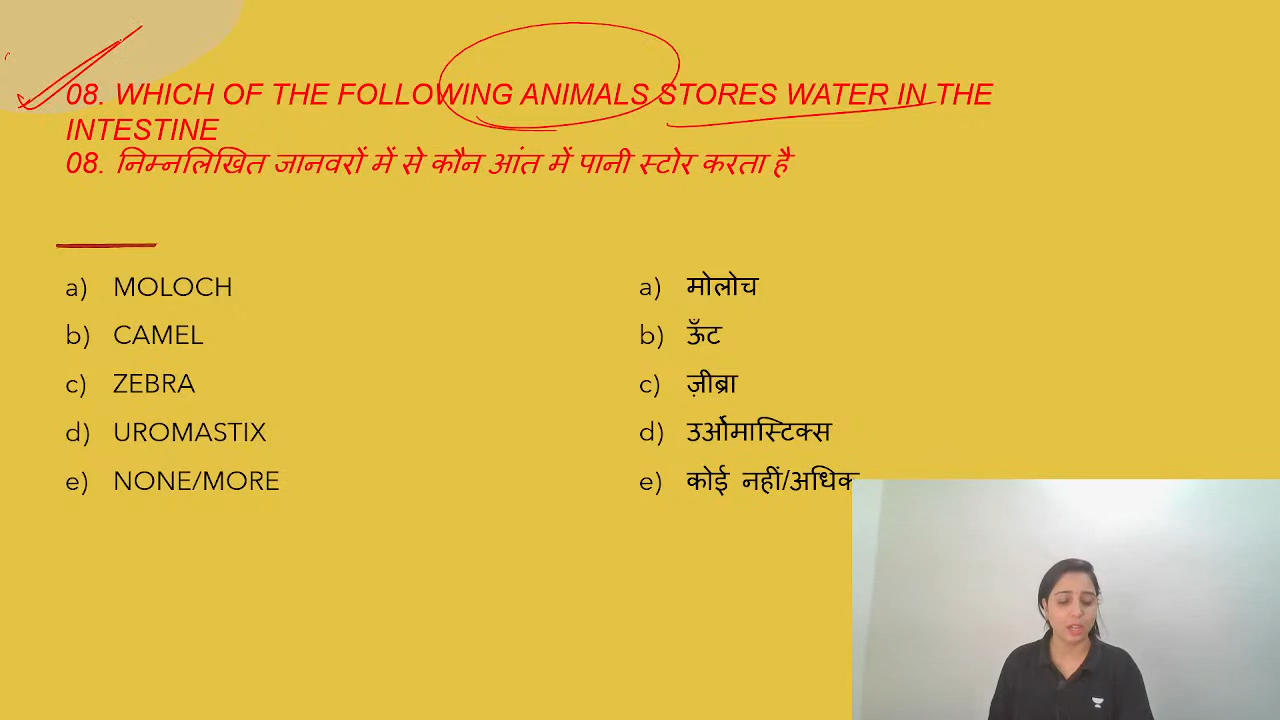 08. WHICH OF THE FOLLOWING ANIMALS STORES WATER IN THE
INTESTINE
08. निम्नलिखित जानवरों में से कौन आंत में पानी स्टोर करता है
a) MOLOCH
b) CAMEL
c) ZEBRA
d) UROMASTIX
e) NONE/MORE
a) मोलोच
b) ऊँट
c) ज़ीब्रा
d) उर्ओमास्टिक्स
e) कोई नहीं/अधिक